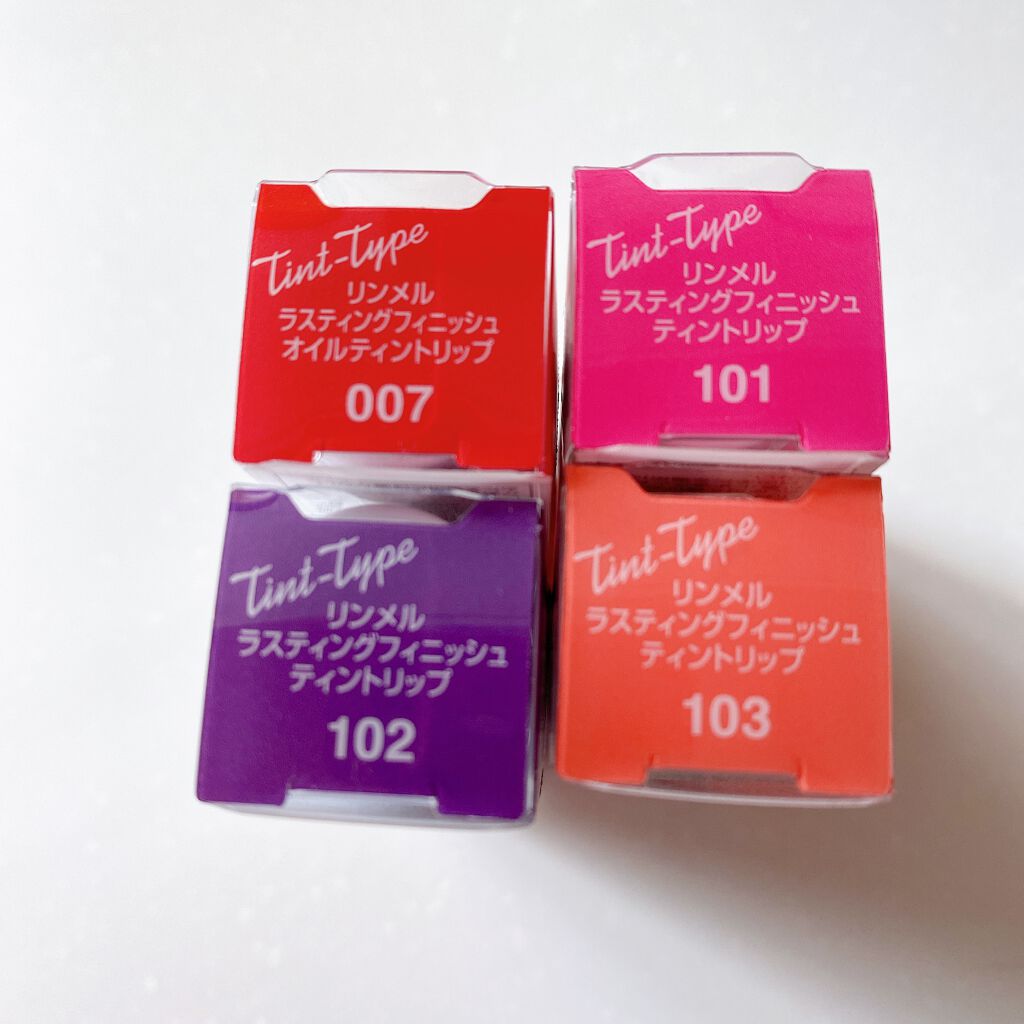 Tint-Type
リンメル
ラスティングフィニッシュ
オイルティントリップ
007
Tint-Type
リンメル
ラスティングフィニッシュ
ティントリップ
101
Tint-Type
リンメル
ラスティングフィニッシュ
ティントリップ
102
Tint-Type
リンメル
ラスティングフィニッシュ
ティントリップ
103